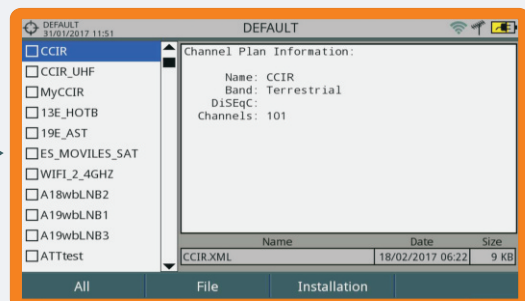 DEFAULT
31/01/2017 11:51
DEFAULT
CCIR
CCIR_UHF
MyCCIR
13E_HOTB
19E_AST
ES_MOVILES_SAT
WIFI_2_4GHZ
A18wbLNB2
A19wbLNB1
A19wbLNB3
ATTtest
Channel Plan Information:
Name: CCIR
Band: Terrestrial
DiSEqC:
Channels: 101
Name Date Size
CCIR.XML 18/02/2017 06:22 9 KB
All File Installation